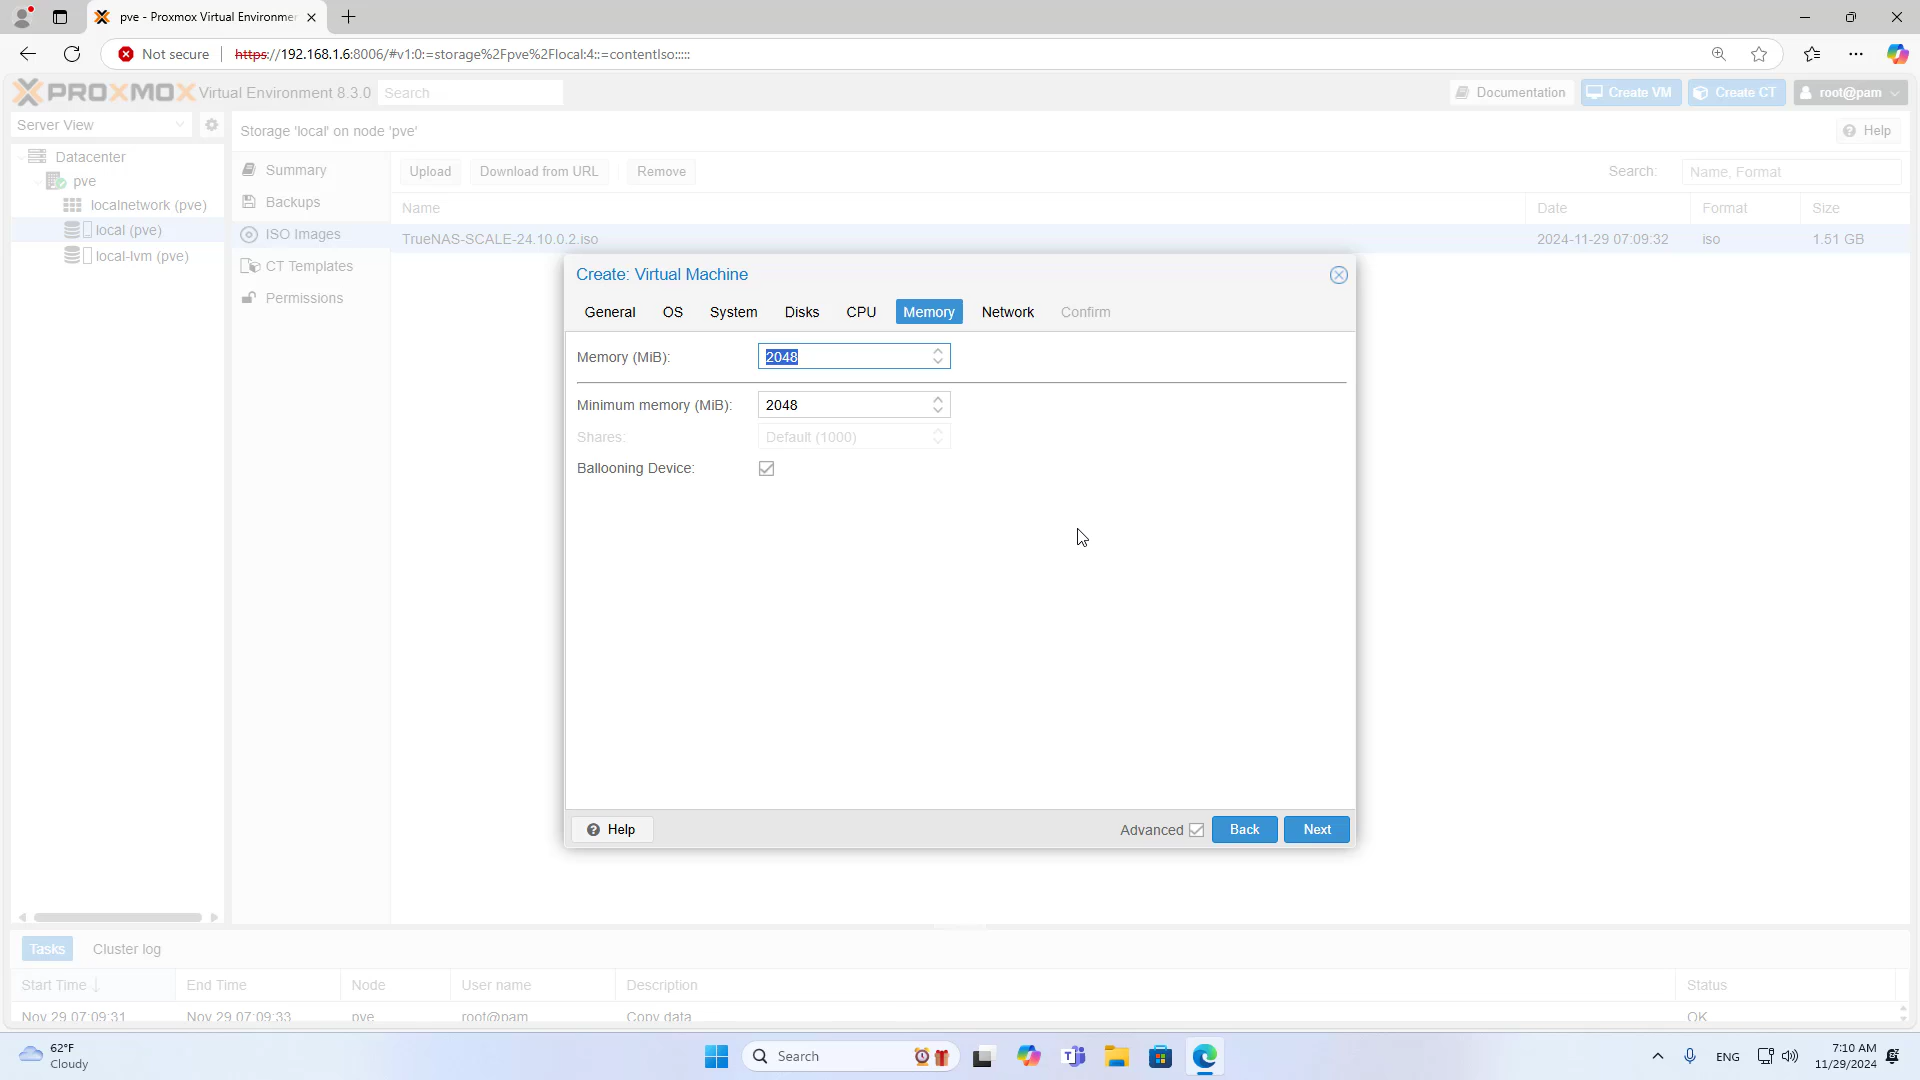 pve - Proxmox Virtual Environmer
Not secure
https://192.168.1.6:8006/#v1:0:=storage%2Fpve%2Flocal:4::=contentIso:::::
PROXMOX Virtual Environment 8.3.0
Search
Documentation
Create VM
Create CT
root@pam
Server View
Storage 'local' on node 'pve'
Help
Datacenter
pve
localnetwork (pve)
local (pve)
local-lvm (pve)
Summary
Backups
ISO Images
CT Templates
Permissions
Upload
Download from URL
Remove
Search:
Name, Format
Name
Date
Format
Size
TrueNAS-SCALE-24.10.0.2.iso
2024-11-29 07:09:32
iso
1.51 GB
Create: Virtual Machine
General
OS
System
Disks
CPU
Memory
Network
Confirm
Memory (MiB):
2048
Minimum memory (MiB):
2048
Shares:
Default (1000)
Ballooning Device:
Help
Advanced
Back
Next
Tasks
Cluster log
Start Time
End Time
Node
User name
Description
Status
Nov 29 07:09:31
Nov 29 07:09:33
pve
root@pam
Copy data
OK
62°F
Cloudy
Search
ENG
7:10 AM
11/29/2024